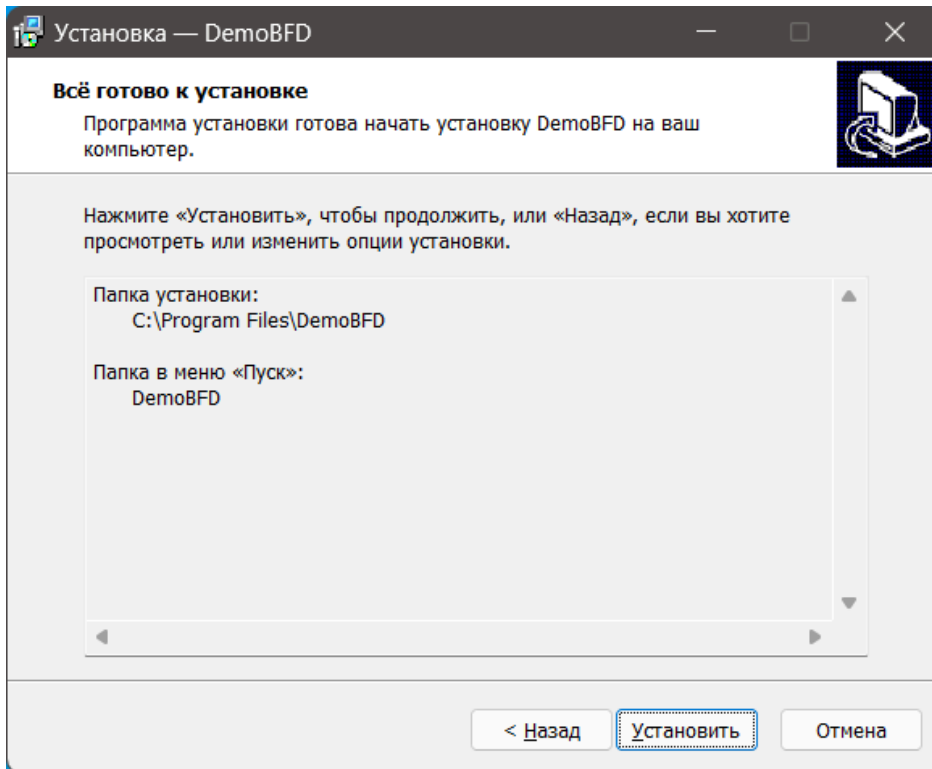 Установка — DemoBFD
Всё готово к установке
Программа установки готова начать установку DemoBFD на ваш
компьютер.
Нажмите «Установить», чтобы продолжить, или «Назад», если вы хотите
просмотреть или изменить опции установки.
Папка установки:
C:\Program Files\DemoBFD
Папка в меню «Пуск»:
DemoBFD
< Назад
Установить
Отмена